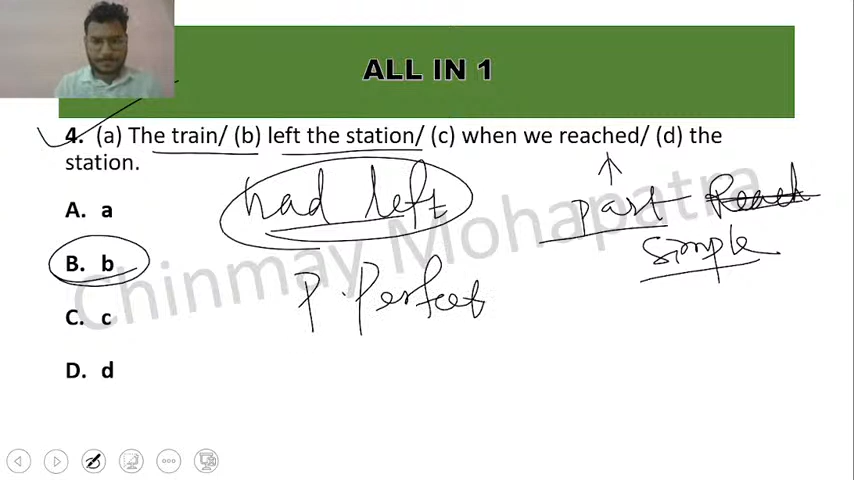 ALL IN 1
4. (a) The train/ (b) left the station/ (c) when we reached/ (d) the
station.
had left
past Reach
simple
P. Perfect
A. a
B. b
C. c
D. d
Chinmay Mohapatra